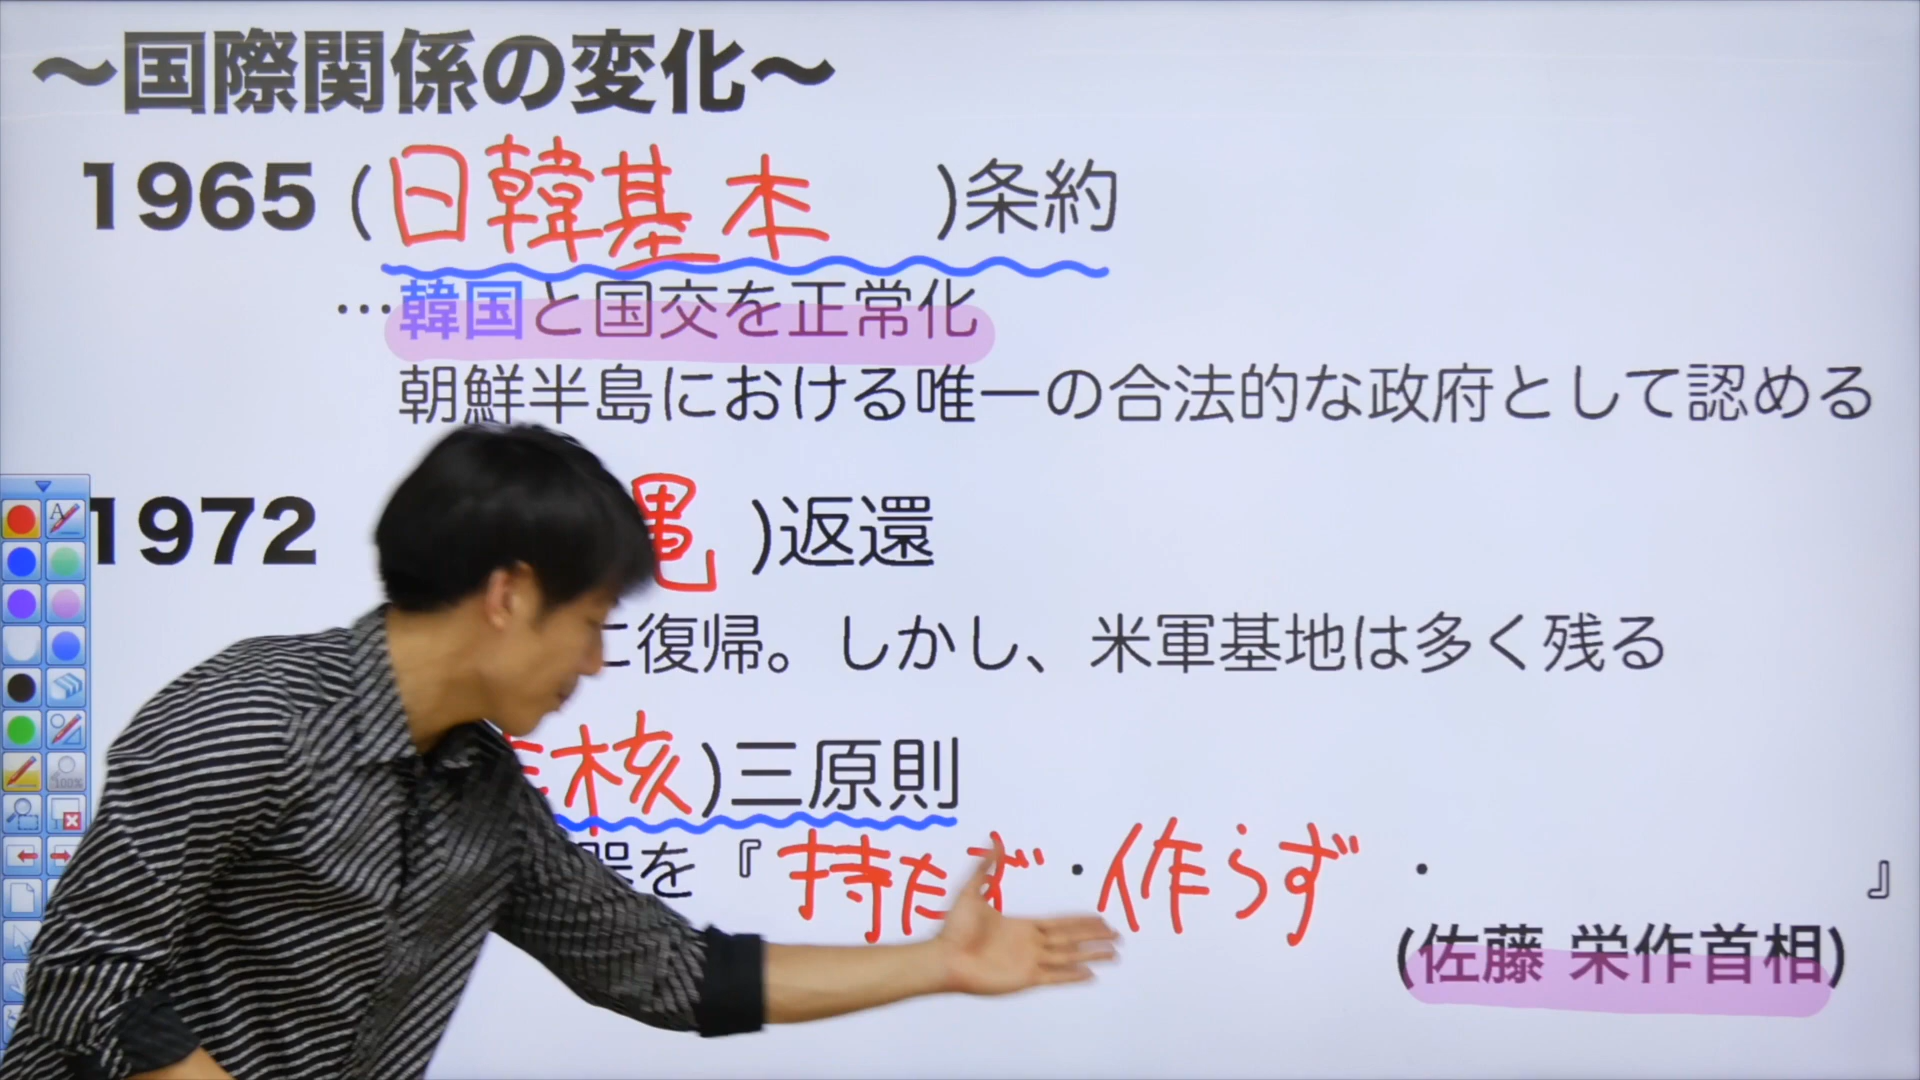 〜国際関係の変化〜
1965 (日韓基本 )条約
…韓国と国交を正常化
朝鮮半島における唯一の合法的な政府として認める
1972 縄 )返還
に復帰。しかし、米軍基地は多く残る
核)三原則
器を『持たず・作らず ・ 』
(佐藤 栄作首相)
A
100%